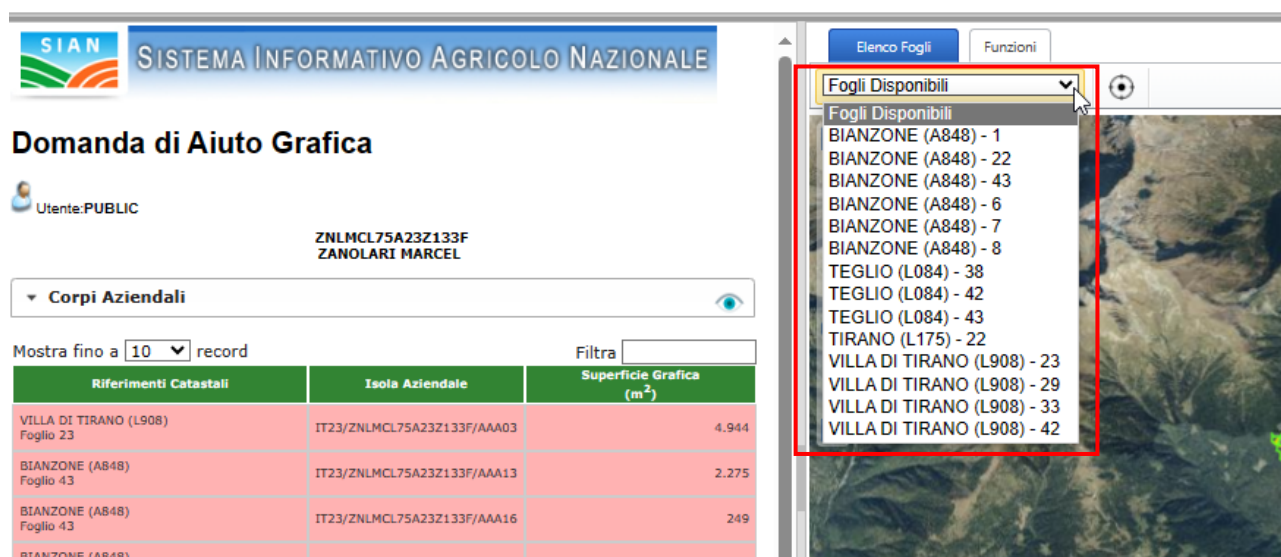 SIAN
SISTEMA INFORMATIVO AGRICOLO NAZIONALE
Domanda di Aiuto Grafica
Utente:PUBLIC
ZNLMCL75A23Z133F
ZANOLARI MARCEL
Corpi Aziendali
Mostra fino a 10 record
Filtra
Riferimenti Catastali Isola Aziendale Superficie Grafica (m²)
VILLA DI TIRANO (L908)
Foglio 23 IT23/ZNLMCL75A23Z133F/AAA03 4.944
BIANZONE (A848)
Foglio 43 IT23/ZNLMCL75A23Z133F/AAA13 2.275
BIANZONE (A848)
Foglio 43 IT23/ZNLMCL75A23Z133F/AAA16 249
BIANZONE (A848)
Elenco Fogli Funzioni
Fogli Disponibili
Fogli Disponibili
BIANZONE (A848) - 1
BIANZONE (A848) - 22
BIANZONE (A848) - 43
BIANZONE (A848) - 6
BIANZONE (A848) - 7
BIANZONE (A848) - 8
TEGLIO (L084) - 38
TEGLIO (L084) - 42
TEGLIO (L084) - 43
TIRANO (L175) - 22
VILLA DI TIRANO (L908) - 23
VILLA DI TIRANO (L908) - 29
VILLA DI TIRANO (L908) - 33
VILLA DI TIRANO (L908) - 42